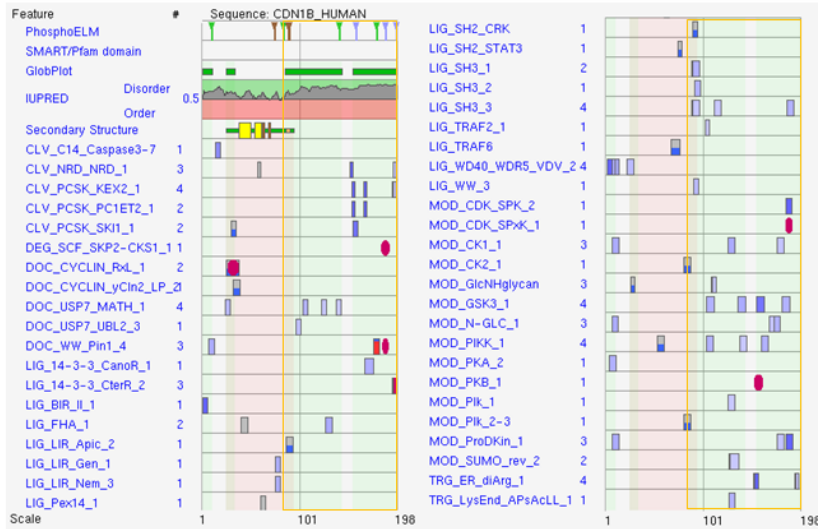 Feature # Sequence: CDN1B_HUMAN
PhosphoELM
SMART/Pfam domain
GlobPlot
Disorder
IUPRED 0.5
Order
Secondary Structure
CLV_C14_Caspase3-7 1
CLV_NRD_NRD_1 3
CLV_PCSK_KEX2_1 4
CLV_PCSK_PC1ET2_1 2
CLV_PCSK_SKI1_1 2
DEG_SCF_SKP2-CKS1_1 1
DOC_CYCLIN_RxL_1 2
DOC_CYCLIN_yCln2_LP_2 1
DOC_USP7_MATH_1 4
DOC_USP7_UBL2_3 1
DOC_WW_Pin1_4 3
LIG_14-3-3_CanoR_1 1
LIG_14-3-3_CterR_2 3
LIG_BIR_II_1 1
LIG_FHA_1 2
LIG_LIR_Apic_2 1
LIG_LIR_Gen_1 1
LIG_LIR_Nem_3 1
LIG_Pex14_1 1
Scale 1 101 198
LIG_SH2_CRK 1
LIG_SH2_STAT3 1
LIG_SH3_1 2
LIG_SH3_2 1
LIG_SH3_3 4
LIG_TRAF2_1 1
LIG_TRAF6 1
LIG_WD40_WDR5_VDV_2 4
LIG_WW_3 1
MOD_CDK_SPK_2 1
MOD_CDK_SPxK_1 1
MOD_CK1_1 3
MOD_CK2_1 1
MOD_GlcNHglycan 3
MOD_GSK3_1 4
MOD_N-GLC_1 3
MOD_PIKK_1 4
MOD_PKA_2 1
MOD_PKB_1 1
MOD_Plk_1 1
MOD_Plk_2-3 1
MOD_ProDKin_1 3
MOD_SUMO_rev_2 2
TRG_ER_diArg_1 4
TRG_LysEnd_APsAcLL_1 1
1 101 198